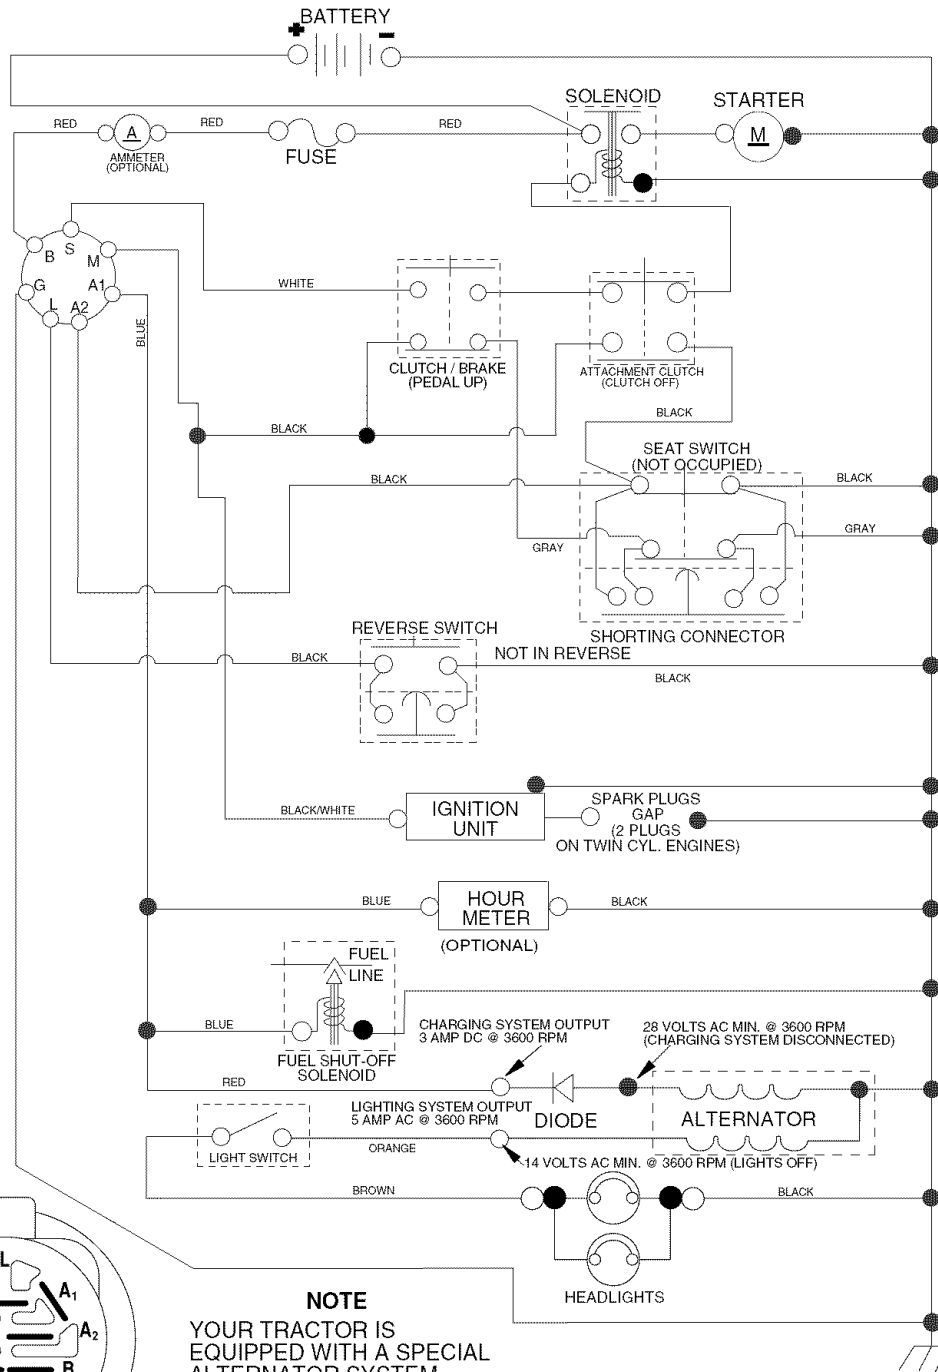 BATTERY
+
-
SOLENOID
STARTER
RED
A
RED
RED
M
AMMETER
(OPTIONAL)
FUSE
B
S
M
G
A1
L
A2
WHITE
BLUE
CLUTCH / BRAKE
(PEDAL UP)
ATTACHMENT CLUTCH
(CLUTCH OFF)
BLACK
BLACK
SEAT SWITCH
(NOT OCCUPIED)
BLACK
BLACK
GRAY
GRAY
SHORTING CONNECTOR
REVERSE SWITCH
NOT IN REVERSE
BLACK
BLACK
BLACK/WHITE
IGNITION
UNIT
SPARK PLUGS
GAP
(2 PLUGS
ON TWIN CYL. ENGINES)
BLUE
HOUR
METER
BLACK
(OPTIONAL)
FUEL
LINE
BLUE
FUEL SHUT-OFF
SOLENOID
CHARGING SYSTEM OUTPUT
3 AMP DC @ 3600 RPM
28 VOLTS AC MIN. @ 3600 RPM
(CHARGING SYSTEM DISCONNECTED)
RED
DIODE
ALTERNATOR
LIGHTING SYSTEM OUTPUT
5 AMP AC @ 3600 RPM
LIGHT SWITCH
ORANGE
14 VOLTS AC MIN. @ 3600 RPM (LIGHTS OFF)
BROWN
BLACK
HEADLIGHTS
L
A1
A2
B
NOTE
YOUR TRACTOR IS
EQUIPPED WITH A SPECIAL
ALTERNATOR SYSTEM